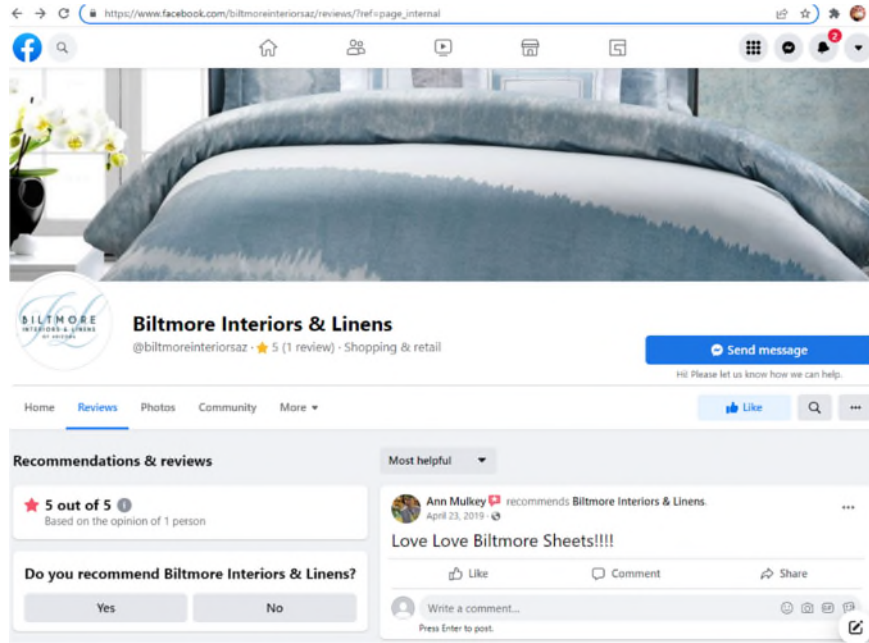 https://www.facebook.com/biltmoreinteriorsaz/reviews/?ref=page_internal
2
BILTMORE
INTERIORS & LINENS
OF ARIZONA
Biltmore Interiors & Linens
@biltmoreinteriorsaz · 5 (1 review) · Shopping & retail
Send message
Hi! Please let us know how we can help.
Home Reviews Photos Community More
Like
Recommendations & reviews
Most helpful
5 out of 5
Based on the opinion of 1 person
Ann Mulkey recommends Biltmore Interiors & Linens.
April 23, 2019 ·
Love Love Biltmore Sheets!!!!
Like Comment Share
Do you recommend Biltmore Interiors & Linens?
Yes No
Write a comment...
GIF
Press Enter to post.